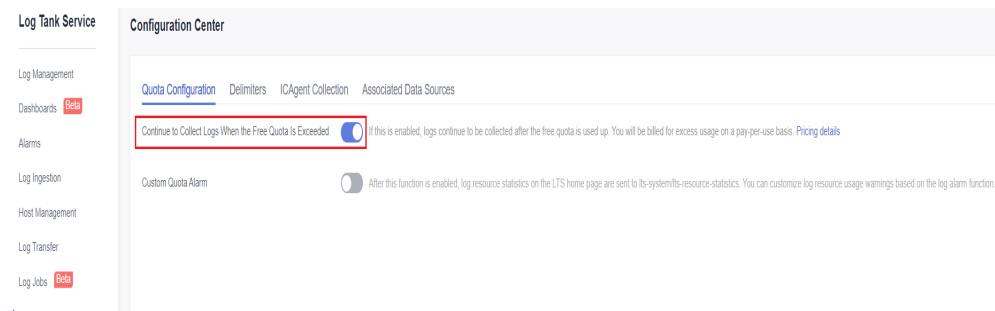 Log Tank Service
Configuration Center
Log Management
Dashboards Beta
Alarms
Log Ingestion
Host Management
Log Transfer
Log Jobs Beta
Quota Configuration Delimiters ICAgent Collection Associated Data Sources
Continue to Collect Logs When the Free Quota Is Exceeded If this is enabled, logs continue to be collected after the free quota is used up. You will be billed for excess usage on a pay-per-use basis. Pricing details
Custom Quota Alarm After this function is enabled, log resource statistics on the LTS home page are sent to lts-system/lts-resource-statistics. You can customize log resource usage warnings based on the log alarm function.